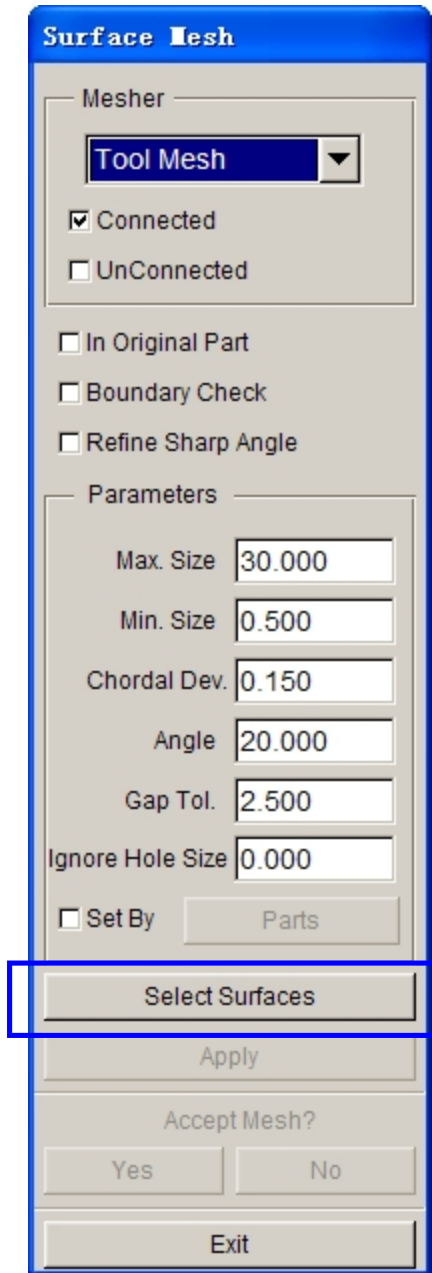 Surface Mesh
Mesher
Tool Mesh
Connected
UnConnected
In Original Part
Boundary Check
Refine Sharp Angle
Parameters
Max. Size 30.000
Min. Size 0.500
Chordal Dev. 0.150
Angle 20.000
Gap Tol. 2.500
Ignore Hole Size 0.000
Set By Parts
Select Surfaces
Apply
Accept Mesh?
Yes No
Exit